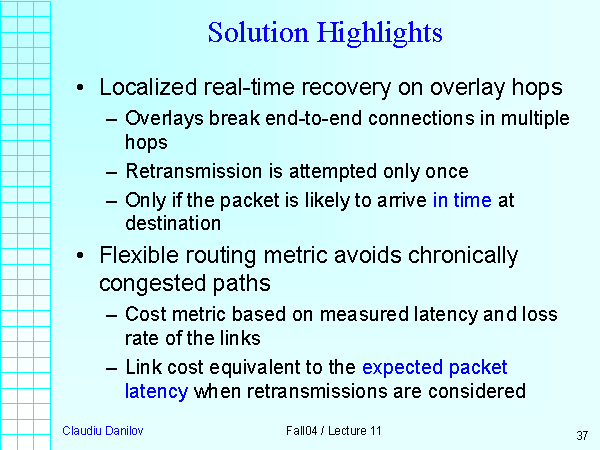 Solution Highlights
• Localized real-time recovery on overlay hops
– Overlays break end-to-end connections in multiple
hops
– Retransmission is attempted only once
– Only if the packet is likely to arrive in time at
destination
• Flexible routing metric avoids chronically
congested paths
– Cost metric based on measured latency and loss
rate of the links
– Link cost equivalent to the expected packet
latency when retransmissions are considered
Claudiu Danilov
Fall04 / Lecture 11
37